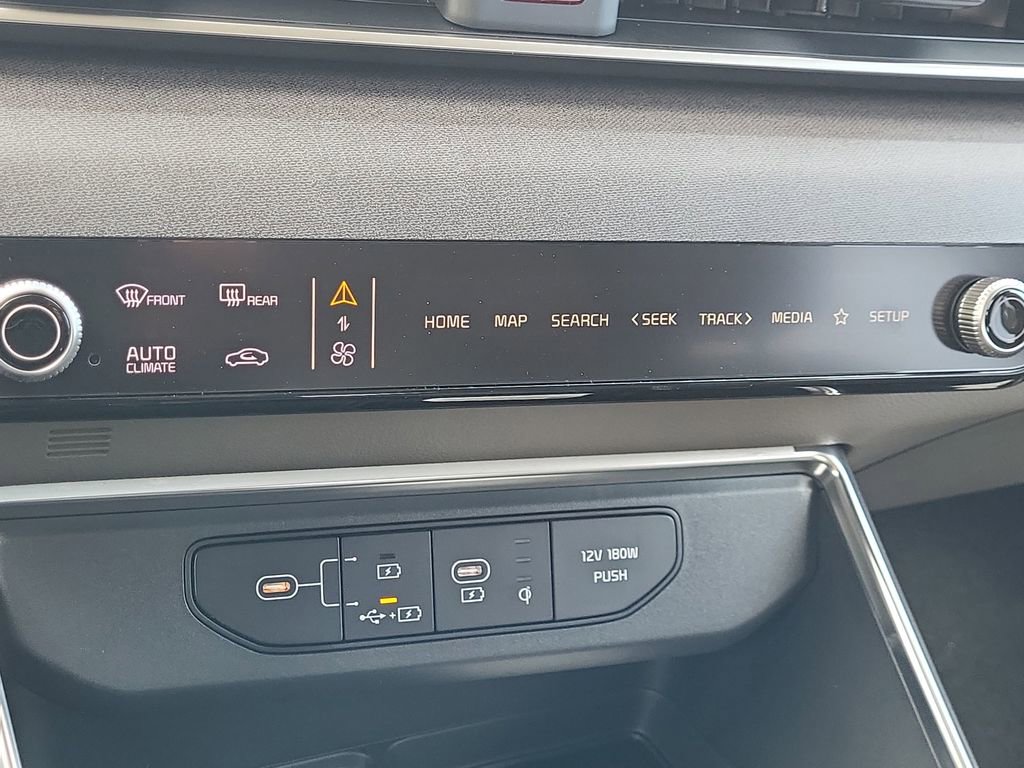 FRONT
REAR
AUTO
CLIMATE
HOME MAP SEARCH <SEEK TRACK> MEDIA SETUP
12V 180W
PUSH